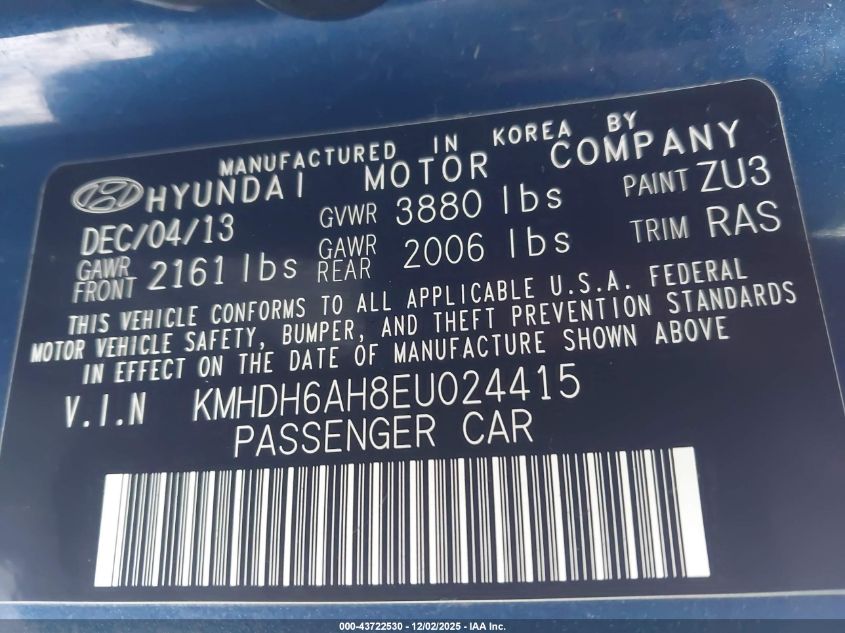 MANUFACTURED IN KOREA BY
HYUNDAI MOTOR COMPANY
DEC/04/13 GVWR 3880 lbs PAINT ZU3
GAWR FRONT 2161 lbs GAWR REAR 2006 lbs TRIM RAS
THIS VEHICLE CONFORMS TO ALL APPLICABLE U.S.A. FEDERAL
MOTOR VEHICLE SAFETY, BUMPER, AND THEFT PREVENTION STANDARDS
IN EFFECT ON THE DATE OF MANUFACTURE SHOWN ABOVE
V.I.N KMHDH6AH8EU024415
PASSENGER CAR
000-43722530 - 12/02/2025 - IAA Inc.